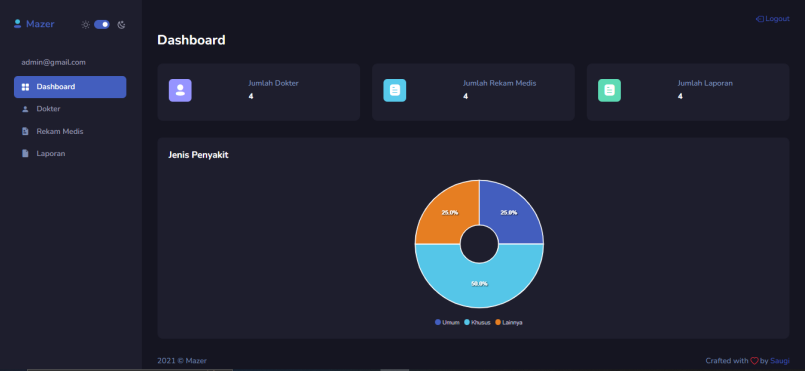 Mazer
Logout
Dashboard
admin@gmail.com
Dashboard
Dokter
Rekam Medis
Laporan
Jumlah Dokter
4
Jumlah Rekam Medis
4
Jumlah Laporan
4
Jenis Penyakit
25.0%
25.0%
50.0%
Umum Khusus Lainnya
2021 © Mazer
Crafted with by Saugi